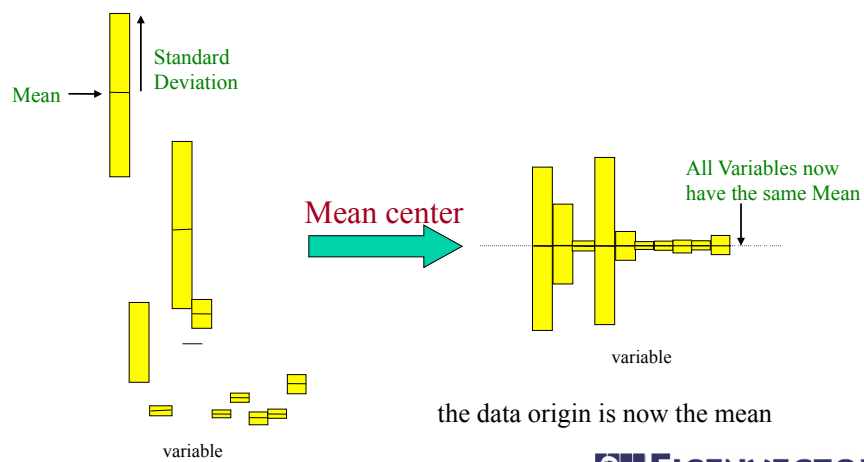 Standard
Deviation
Mean
Mean center
All Variables now
have the same Mean
variable
variable
the data origin is now the mean